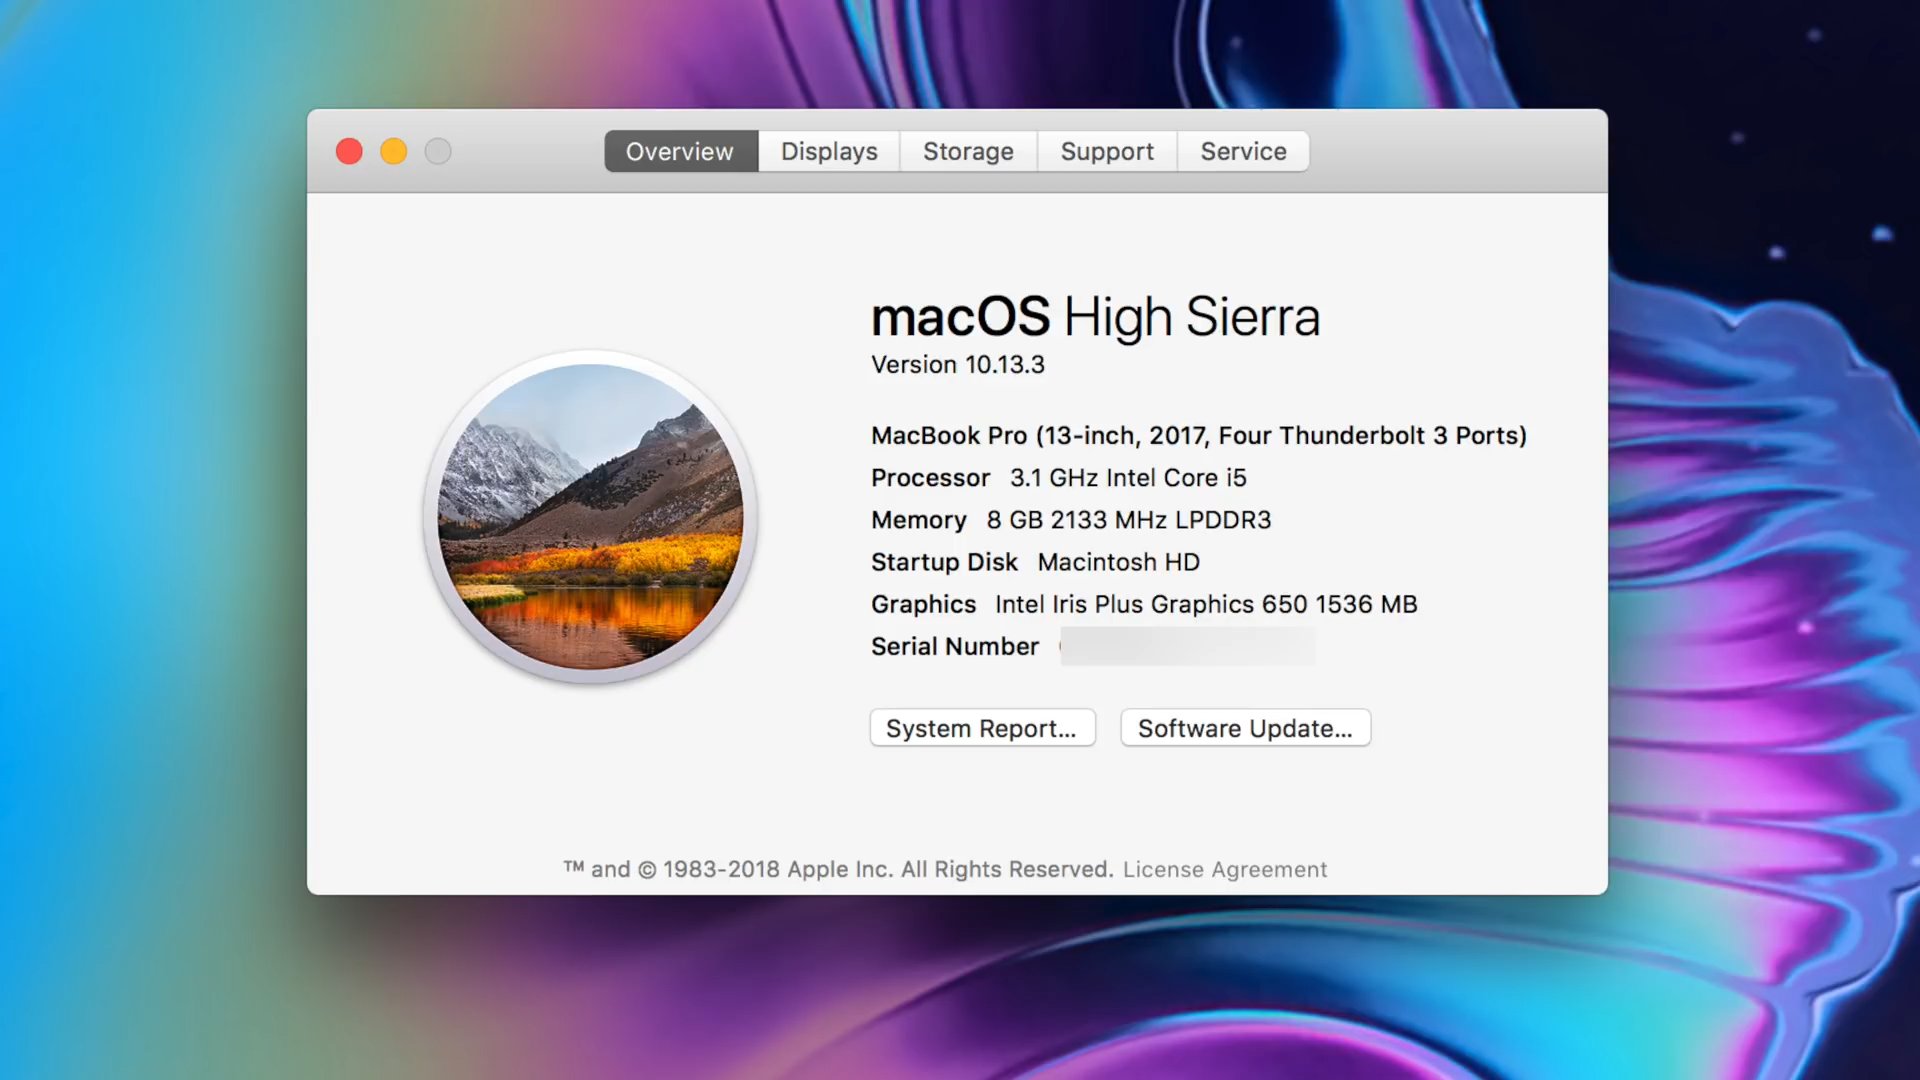 Overview Displays Storage Support Service
macOS High Sierra
Version 10.13.3
MacBook Pro (13-inch, 2017, Four Thunderbolt 3 Ports)
Processor 3.1 GHz Intel Core i5
Memory 8 GB 2133 MHz LPDDR3
Startup Disk Macintosh HD
Graphics Intel Iris Plus Graphics 650 1536 MB
Serial Number
System Report... Software Update...
™ and © 1983-2018 Apple Inc. All Rights Reserved. License Agreement